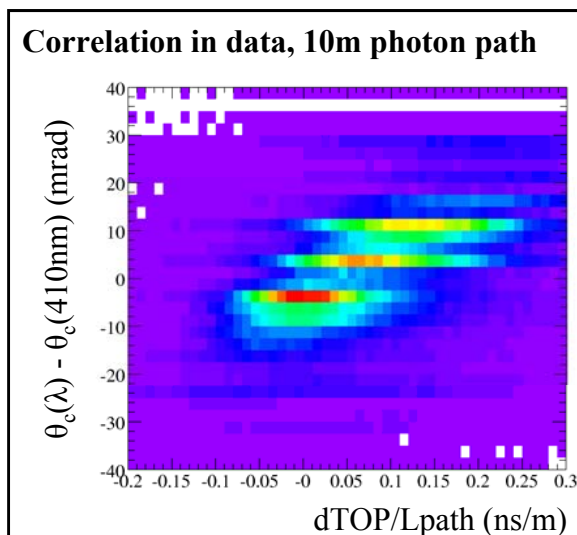 Correlation in data, 10m photon path
40
30
20
10
0
-10
-20
-30
-40
θc(λ) - θc(410nm) (mrad)
-0.2 -0.15 -0.1 -0.05 -0 0.05 0.1 0.15 0.2 0.25 0.3
dTOP/Lpath (ns/m)